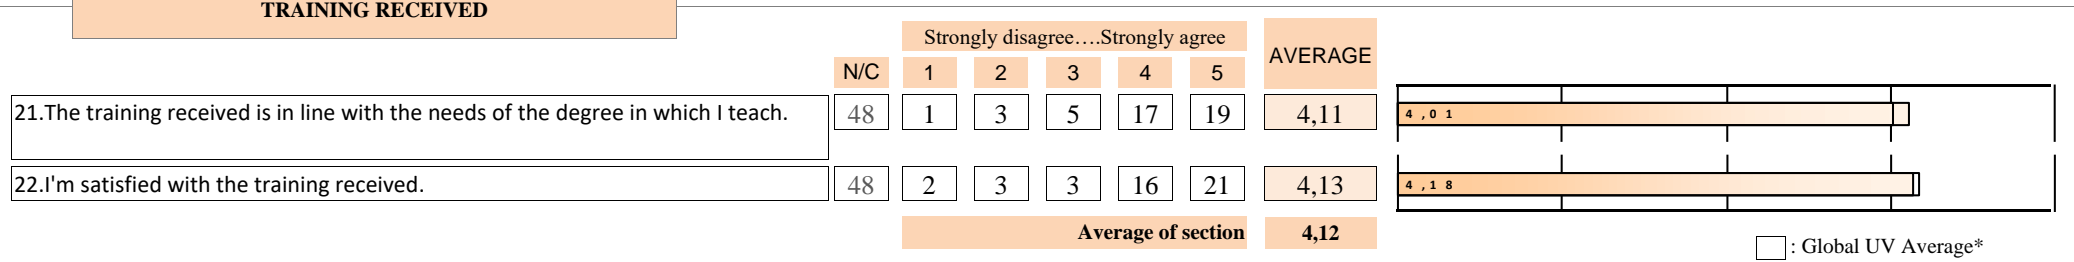 TRAINING RECEIVED
Strongly disagree….Strongly agree
AVERAGE
N/C 1 2 3 4 5
21.The training received is in line with the needs of the degree in which I teach. 48 1 3 5 17 19 4,11 4,01
22.I'm satisfied with the training received. 48 2 3 3 16 21 4,13 4,18
Average of section 4,12
: Global UV Average*